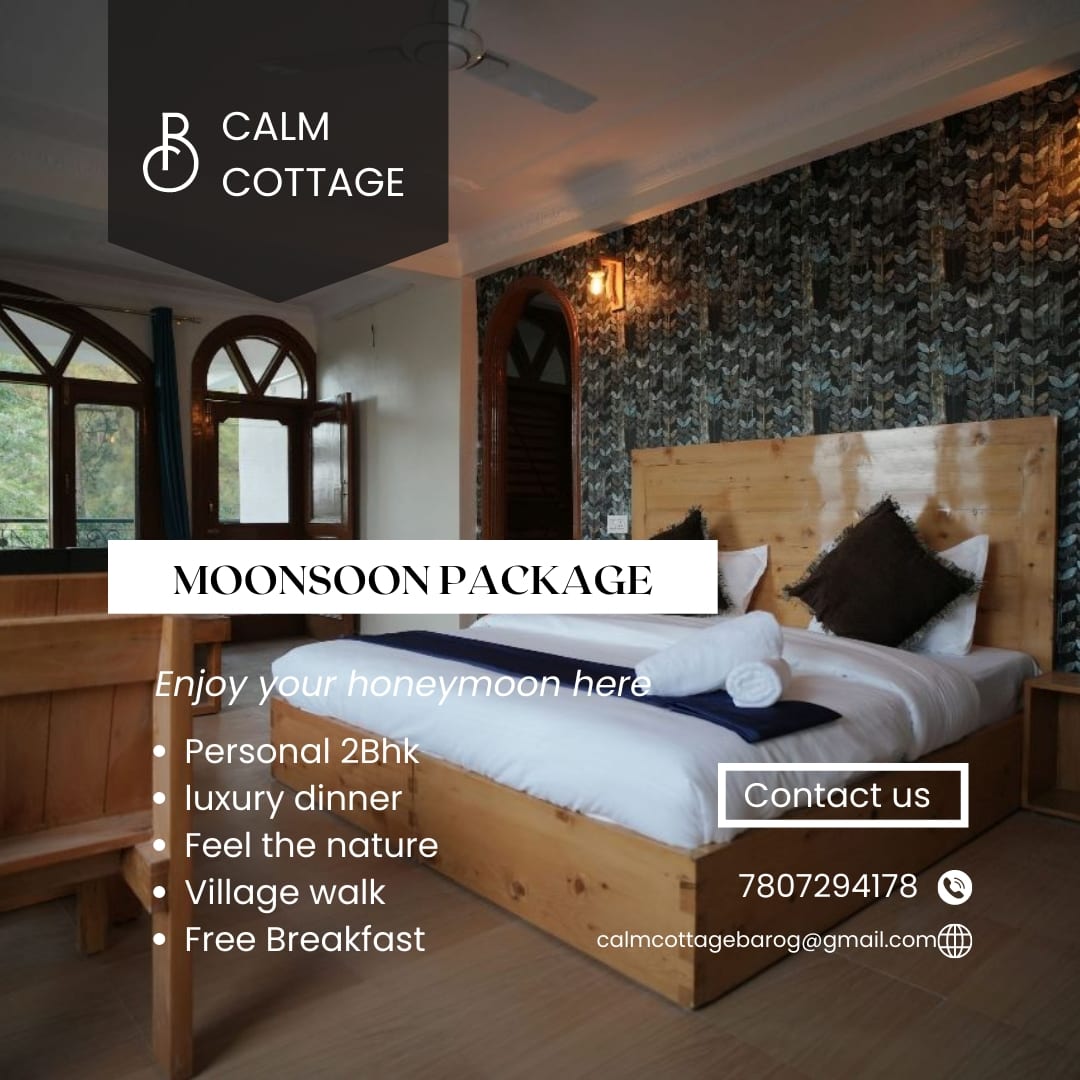 CALM
COTTAGE
MOONSOON PACKAGE
Enjoy your honeymoon here
• Personal 2Bhk
• luxury dinner
• Feel the nature
• Village walk
• Free Breakfast
Contact us
7807294178
calmcottagebarog@gmail.com